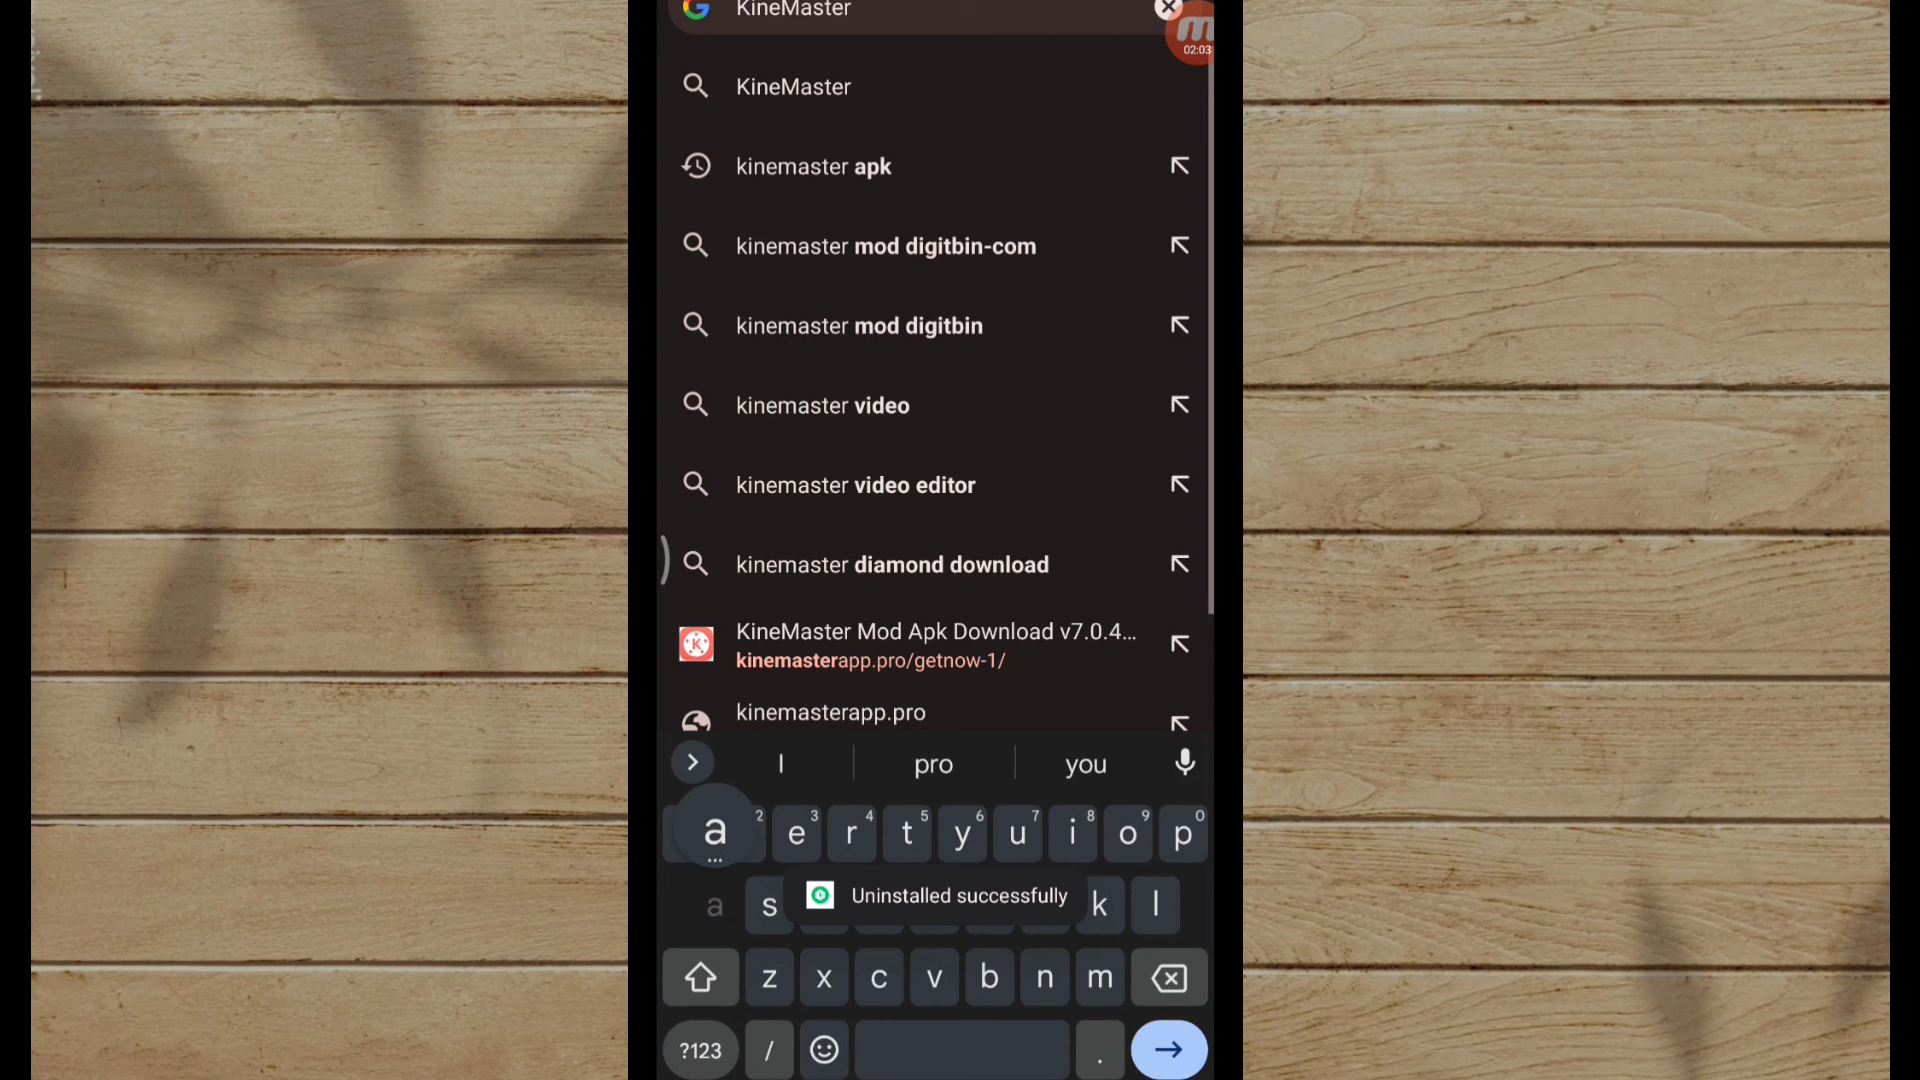 KineMaster
02:03
KineMaster
kinemaster apk
kinemaster mod digitbin-com
kinemaster mod digitbin
kinemaster video
kinemaster video editor
kinemaster diamond download
KineMaster Mod Apk Download v7.0.4...
kinemasterapp.pro/getnow-1/
kinemasterapp.pro
I pro you
a 2 e 3 r 4 t 5 y 6 u 7 i 8 o 9 p 0
a s k l
Uninstalled successfully
z x c v b n m
?123 / .